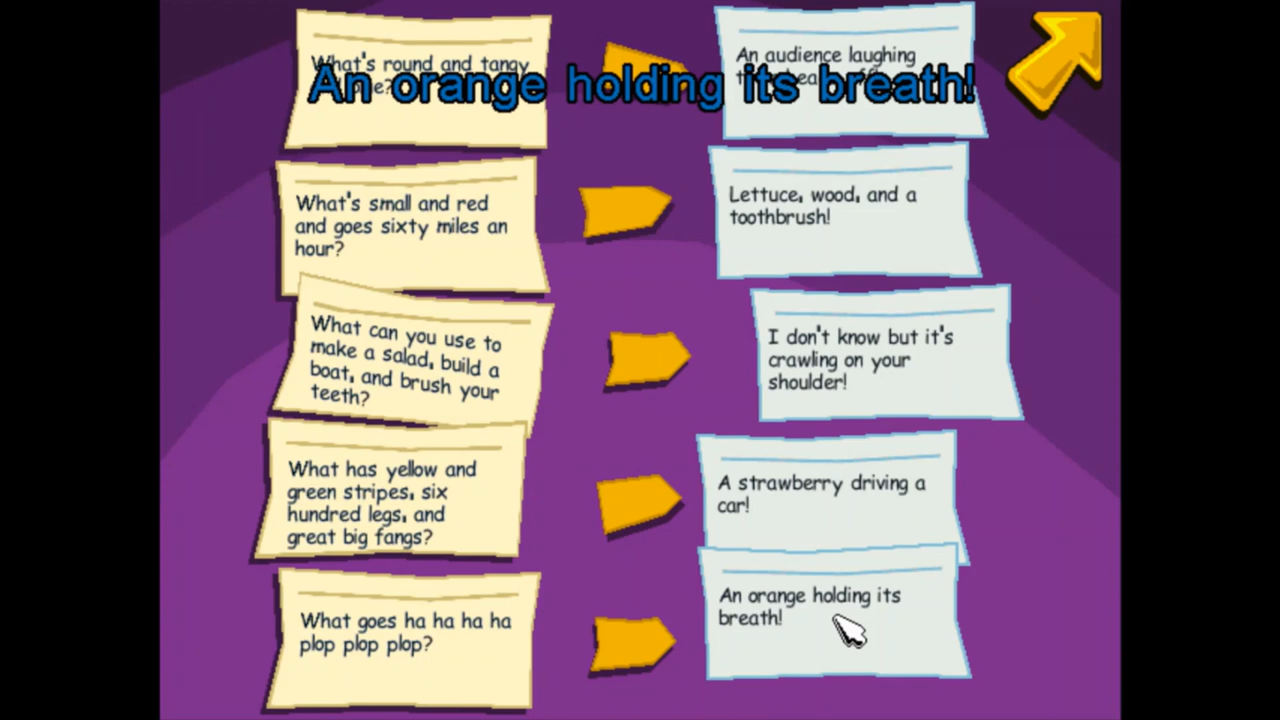 What's round and tangy
An orange holding its breath!
An audience laughing
What's small and red
and goes sixty miles an
hour?
Lettuce, wood, and a
toothbrush!
What can you use to
make a salad, build a
boat, and brush your
teeth?
I don't know but it's
crawling on your
shoulder!
What has yellow and
green stripes, six
hundred legs, and
great big fangs?
A strawberry driving a
car!
What goes ha ha ha ha
plop plop plop?
An orange holding its
breath!